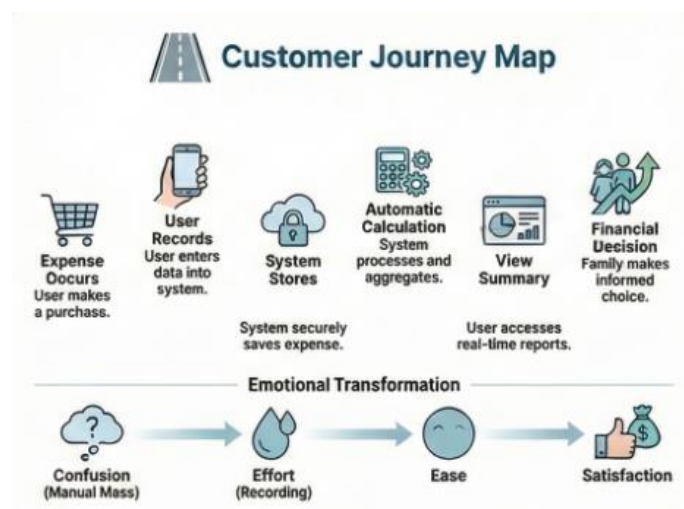 Customer Journey Map
Expense
Occurs
User makes
a purchase.
User
Records
User enters
data into
system.
System
Stores
System securely
saves expense.
Automatic
Calculation
System
processes and
aggregates.
View
Summary
User accesses
real-time reports.
Financial
Decision
Family makes
informed
choice.
Emotional Transformation
?
Confusion
(Manual Mass)
Effort
(Recording)
Ease
$
Satisfaction